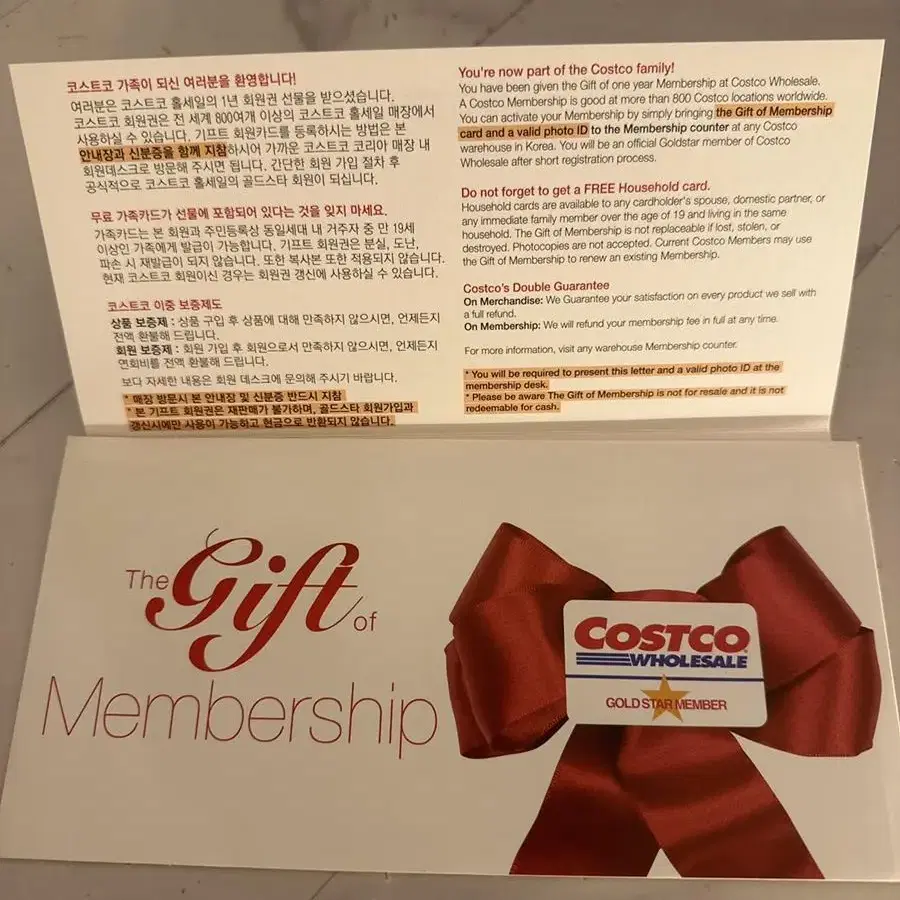 코스트코 가족이 되신 여러분을 환영합니다!
여러분은 코스트코 홀세일의 1년 회원권 선물을 받으셨습니다.
코스트코 회원권은 전 세계 800여개 이상의 코스트코 홀세일 매장에서
사용하실 수 있습니다. 기프트 회원카드를 등록하시는 방법은 본
안내장과 신분증을 함께 지참하시어 가까운 코스트코 코리아 매장 내
회원데스크로 방문해 주시면 됩니다. 간단한 회원 가입 절차 후
공식적으로 코스트코 홀세일의 골드스타 회원이 되십니다.
무료 가족카드가 선물에 포함되어 있다는 것을 잊지 마세요.
가족카드는 본 회원과 주민등록상 동일세대 내 거주자 중 만 19세
이상인 가족에게 발급이 가능합니다. 기프트 회원권은 분실, 도난,
파손 시 재발급이 되지 않습니다. 또한 복사본 또한 적용되지 않습니다.
현재 코스트코 회원이신 경우는 회원권 갱신에 사용하실 수 있습니다.
코스트코 이중 보증제도
상품 보증제 : 상품 구입 후 상품에 대해 만족하지 않으시면, 언제든지
전액 환불해 드립니다.
회원 보증제 : 회원 가입 후 회원으로서 만족하지 않으시면, 언제든지
연회비를 전액 환불해 드립니다.
보다 자세한 내용은 회원 데스크에 문의해 주시기 바랍니다.
* 매장 방문시 본 안내장 및 신분증 반드시 지참
* 본 기프트 회원권은 재판매가 불가하며, 골드스타 회원가입과
갱신시에만 사용이 가능하고 현금으로 반환되지 않습니다.
You're now part of the Costco family!
You have been given the Gift of one year Membership at Costco Wholesale.
A Costco Membership is good at more than 800 Costco locations worldwide.
You can activate your Membership by simply bringing the Gift of Membership
card and a valid photo ID to the Membership counter at any Costco
warehouse in Korea. You will be an official Goldstar member of Costco
Wholesale after short registration process.
Do not forget to get a FREE Household card.
Household cards are available to any cardholder's spouse, domestic partner, or
any immediate family member over the age of 19 and living in the same
household. The Gift of Membership is not replaceable if lost, stolen, or
destroyed. Photocopies are not accepted. Current Costco Members may use
the Gift of Membership to renew an existing Membership.
Costco's Double Guarantee
On Merchandise: We Guarantee your satisfaction on every product we sell with
a full refund.
On Membership: We will refund your membership fee in full at any time.
For more information, visit any warehouse Membership counter.
* You will be required to present this letter and a valid photo ID at the
membership desk.
* Please be aware The Gift of Membership is not for resale and it is not
redeemable for cash.
The Gift of
Membership
COSTCO
WHOLESALE
GOLD STAR MEMBER